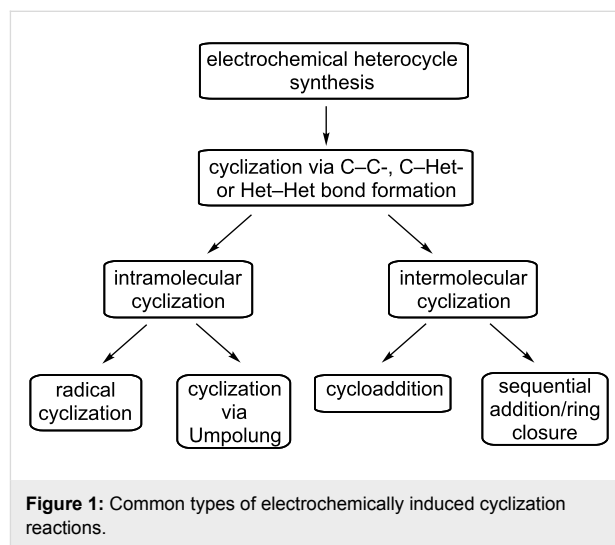 electrochemical heterocycle
synthesis
cyclization via C–C-, C–Het-
or Het–Het bond formation
intramolecular
cyclization
intermolecular
cyclization
radical
cyclization
cyclization
via
Umpolung
cycloaddition
sequential
addition/ring
closure
Figure 1: Common types of electrochemically induced cyclization
reactions.